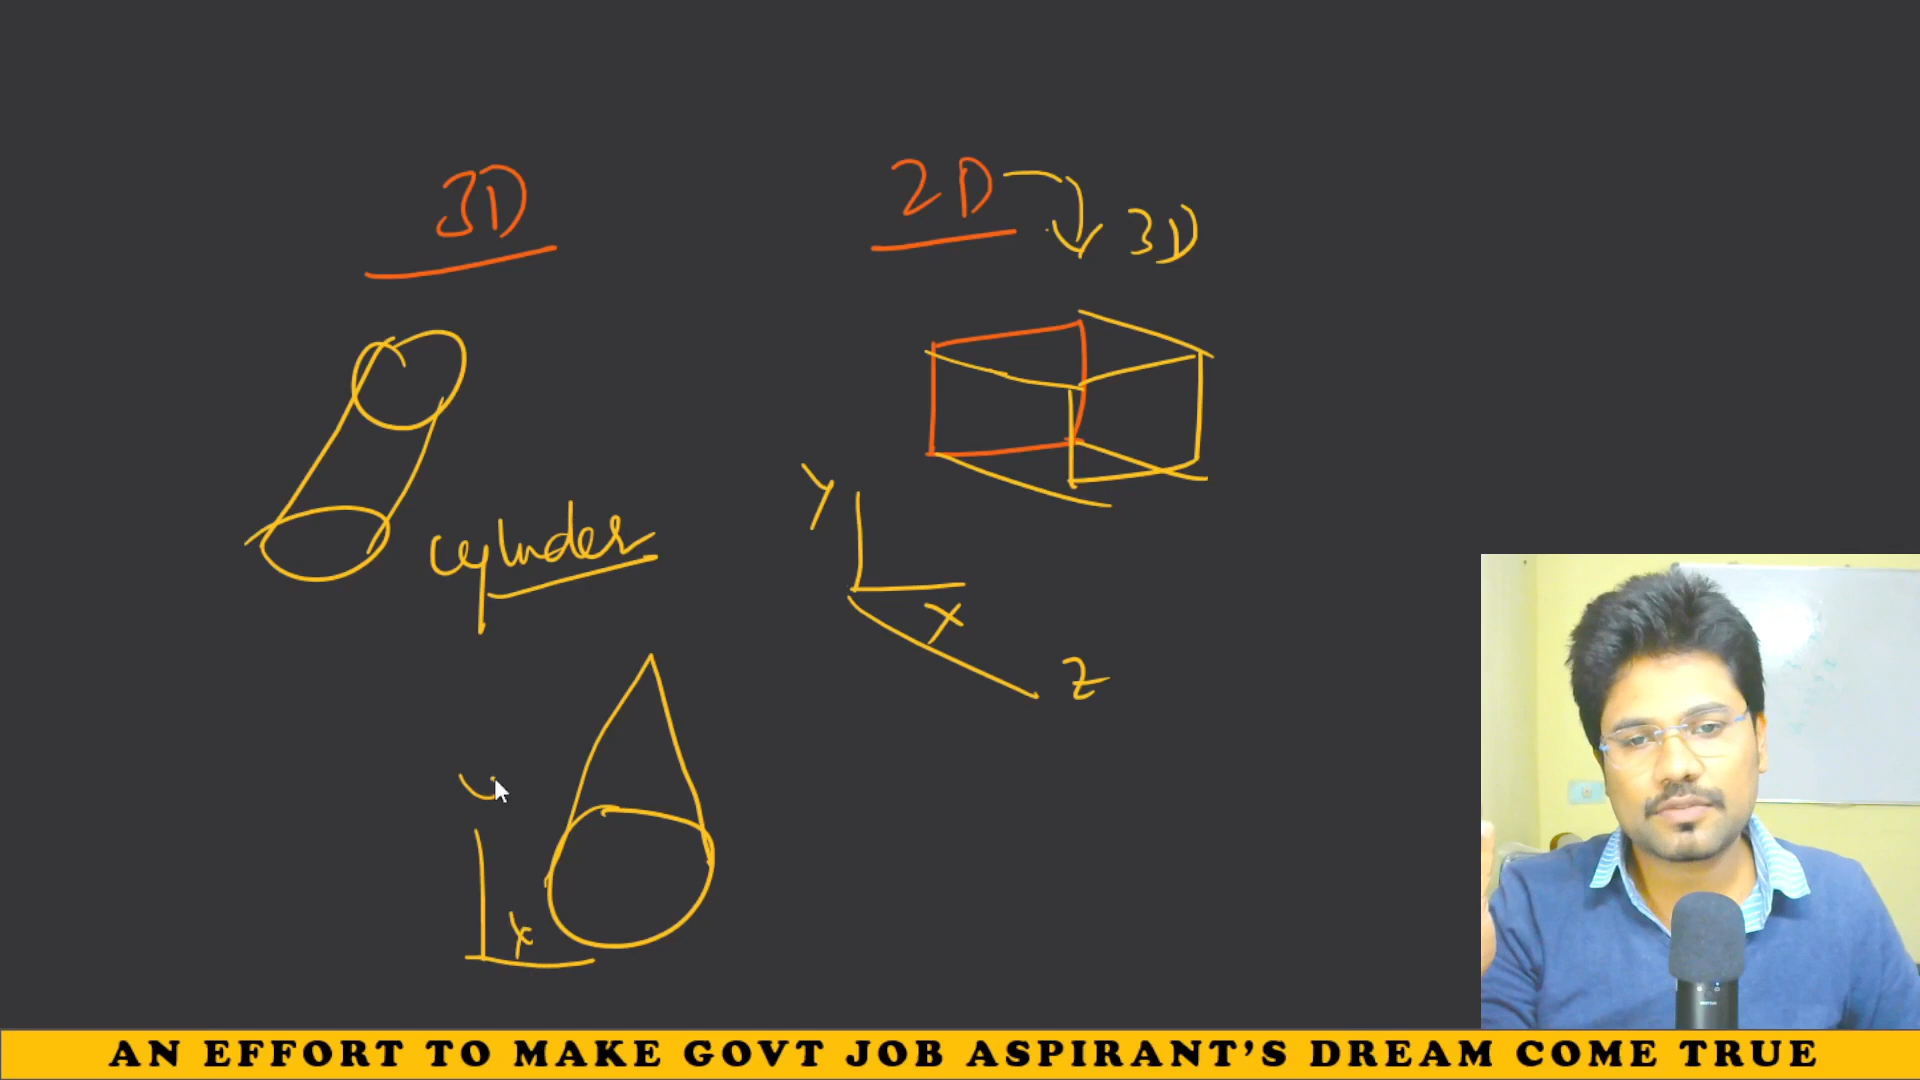 3D
2D
3D
cylinder
Y
X
Z
X
AN EFFORT TO MAKE GOVT JOB ASPIRANT'S DREAM COME TRUE